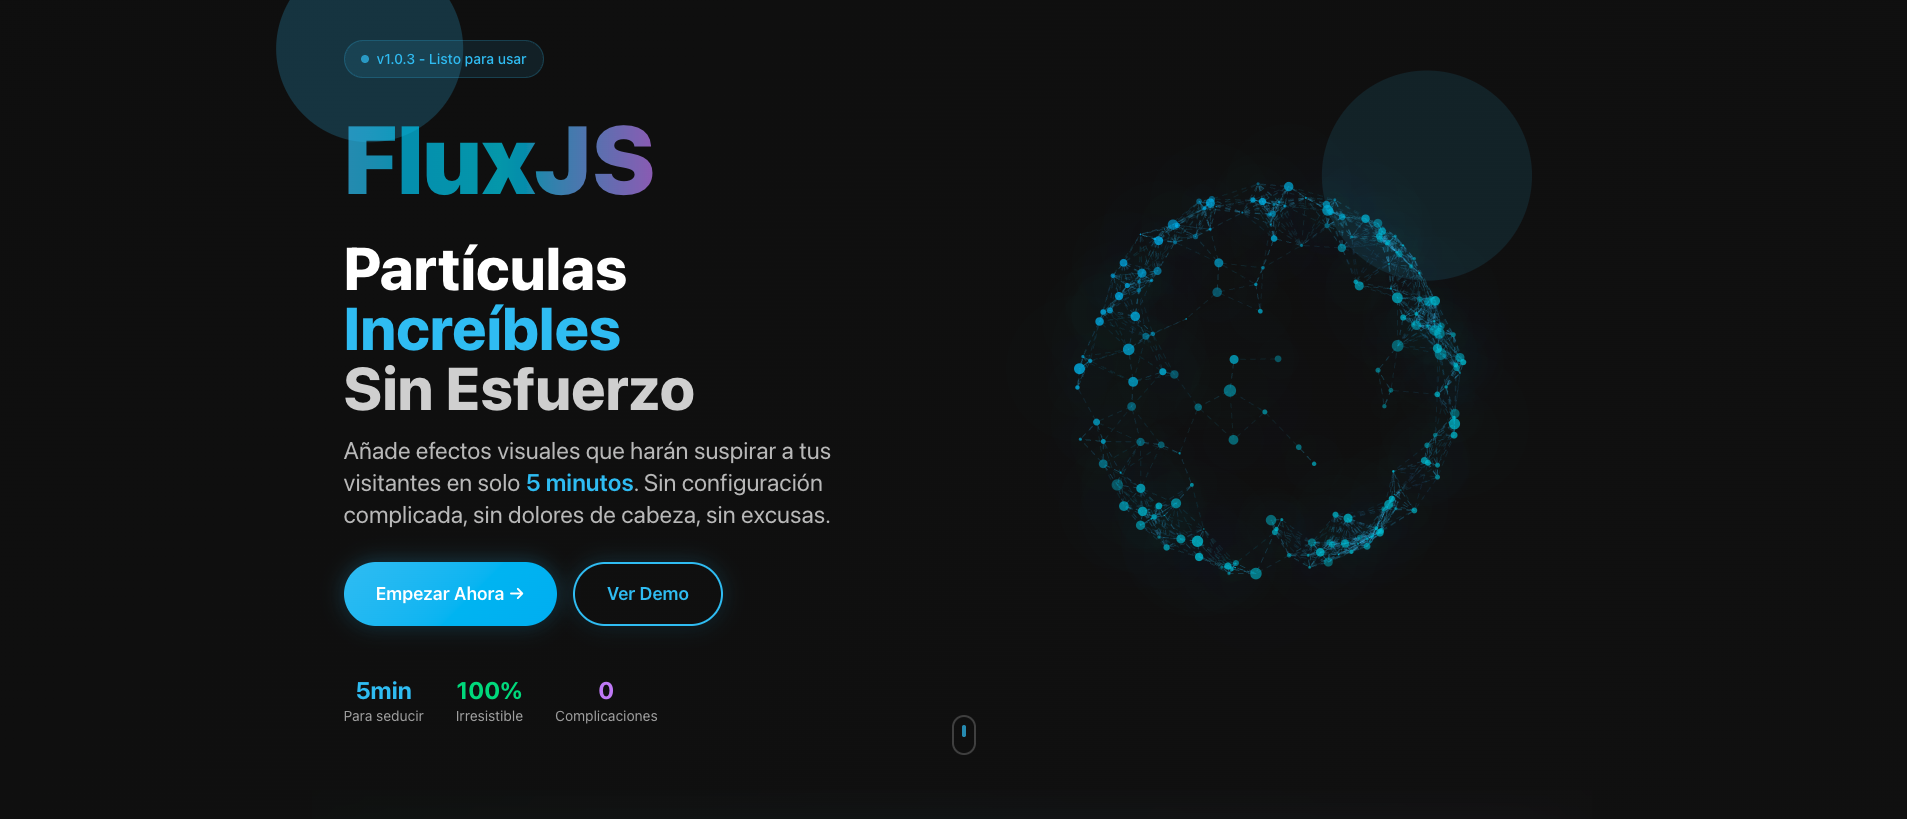 v1.0.3 - Listo para usar
FluxJS
Partículas
Increíbles
Sin Esfuerzo
Añade efectos visuales que harán suspirar a tus
visitantes en solo 5 minutos. Sin configuración
complicada, sin dolores de cabeza, sin excusas.
Empezar Ahora →
Ver Demo
5min
Para seducir
100%
Irresistible
0
Complicaciones